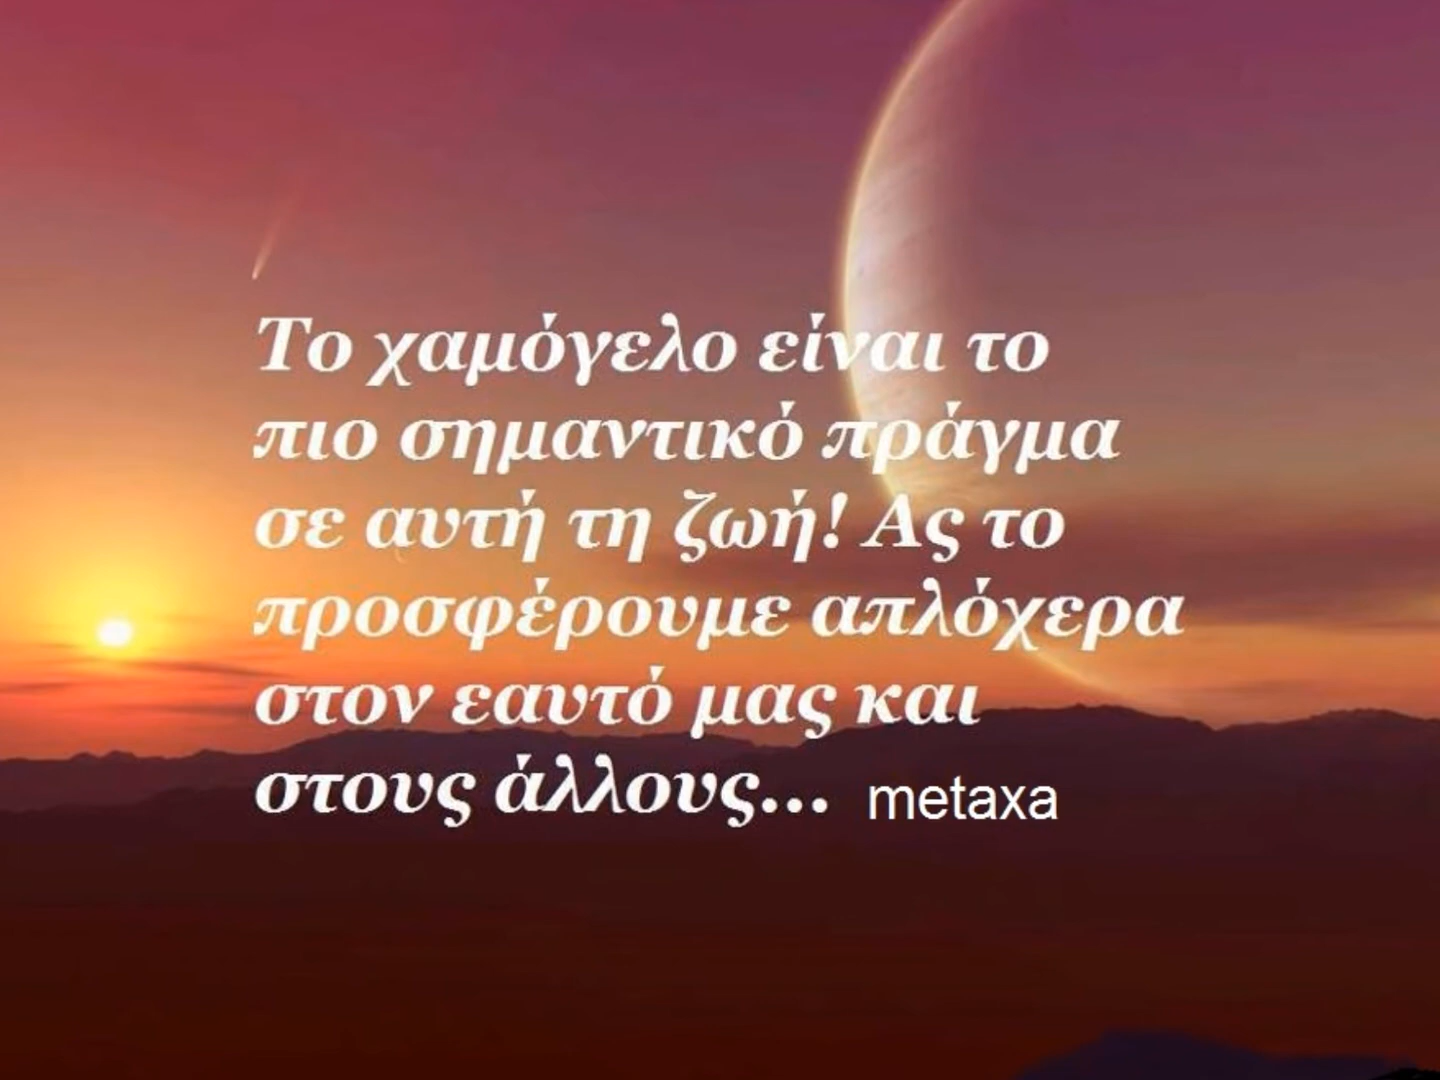 Το χαμόγελο είναι το
πιο σημαντικό πράγμα
σε αυτή τη ζωή! Ας το
προσφέρουμε απλόχερα
στον εαυτό μας και
στους άλλους... metaxa